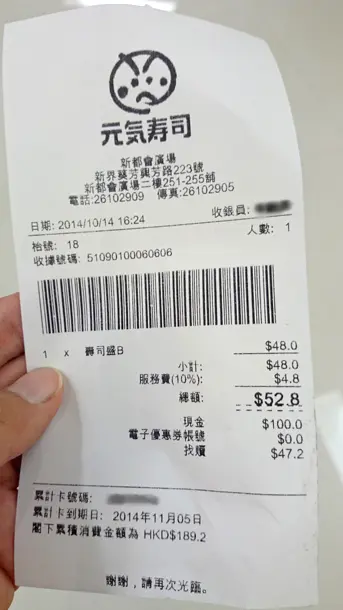 元気寿司
新都會廣場
新界葵芳興芳路223號
新都會廣場二樓251-255舖
電話:26102909 傳真:26102905
日期: 2014/10/14 16:24 收銀員:
枱號: 18 人數: 1
收據號碼: 51090100060606
1 x 壽司盛B $48.0
小計: $48.0
服務費(10%): $4.8
總額: $52.8
現金 $100.0
電子優惠券帳號 $0.0
找贖 $47.2
累計卡號碼:
累計卡到期日: 2014年11月05日
閣下累積消費金額為 HKD$189.2
謝謝, 請再次光臨。